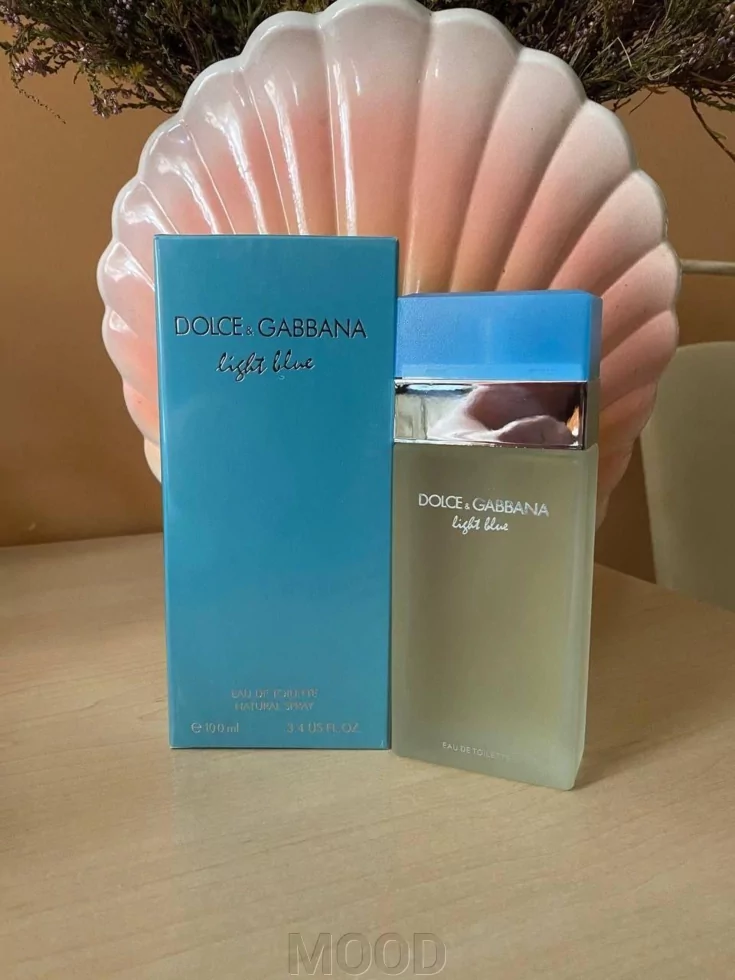 DOLCE & GABBANA
light blue
EAU DE TOILETTE
NATURAL SPRAY
℮ 100 ml 3.4 US FL. OZ.
DOLCE & GABBANA
light blue
EAU DE TOILETTE
MOOD